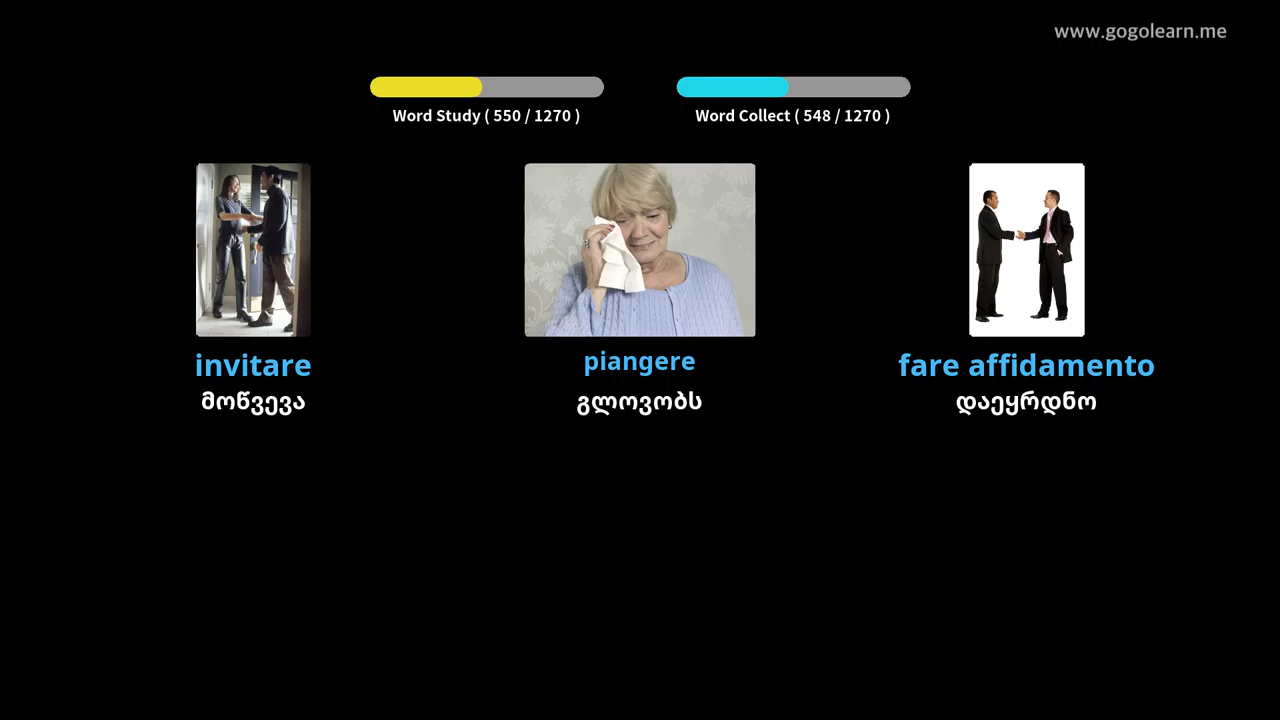 www.gogolearn.me
Word Study ( 550 / 1270 )
Word Collect ( 548 / 1270 )
invitare
piangere
fare affidamento
მოწვევა
გლოვობს
დაეყრდნო